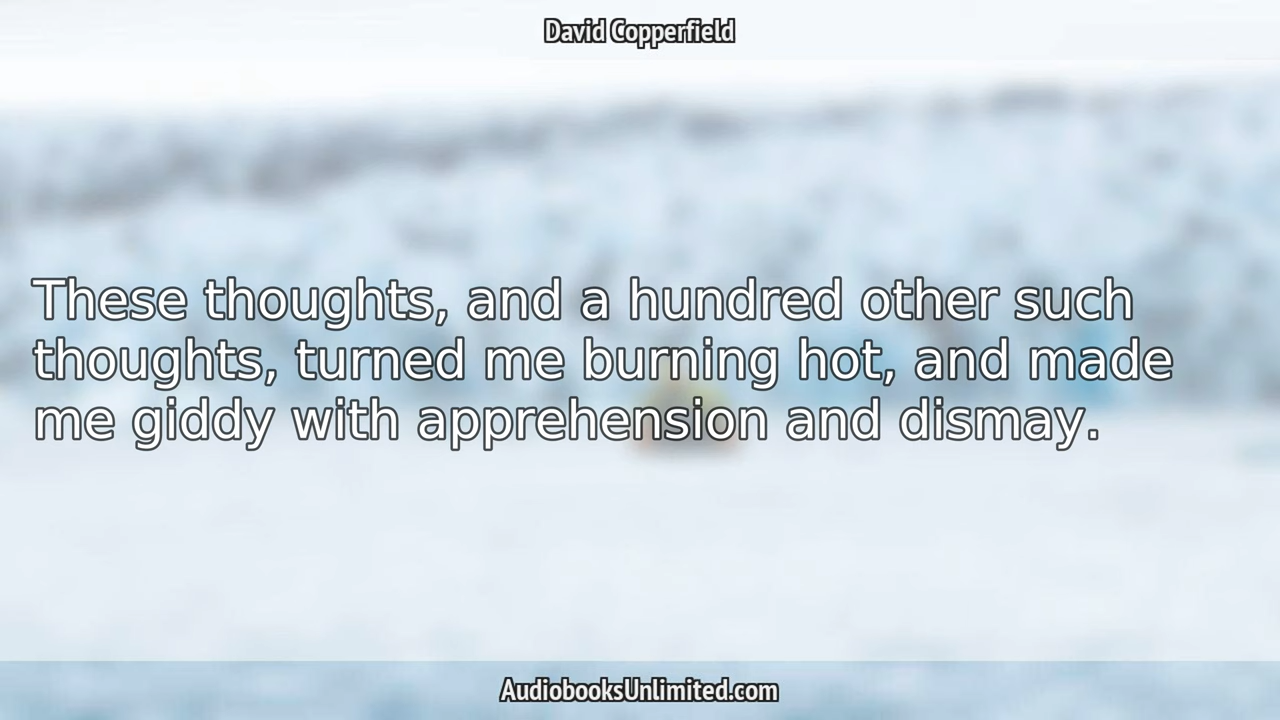 David Copperfield
These thoughts, and a hundred other such
thoughts, turned me burning hot, and made
me giddy with apprehension and dismay.
AudiobooksUnlimited.com